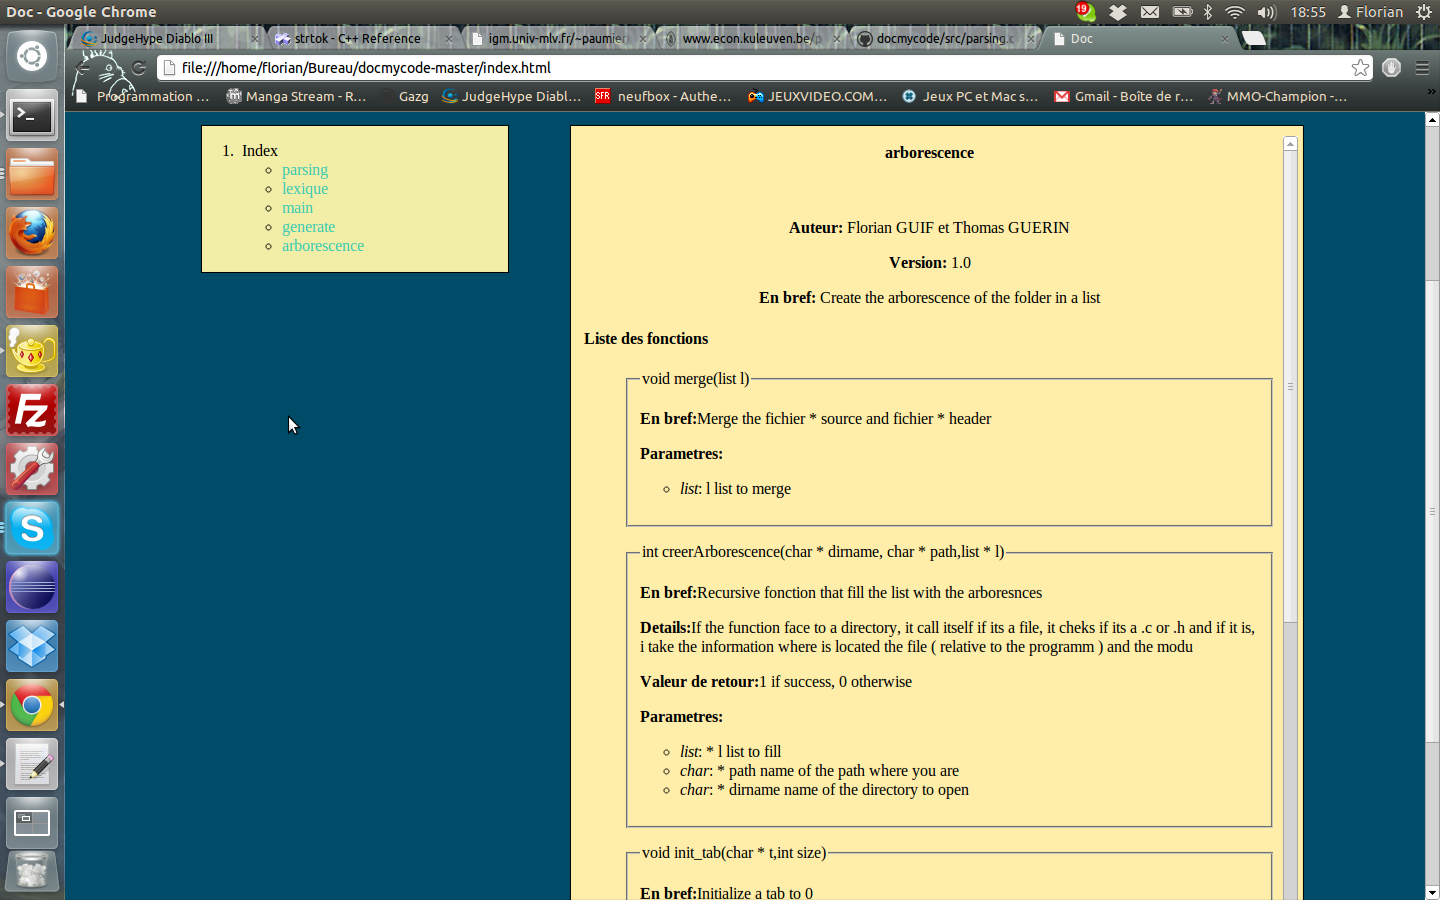 Doc - Google Chrome
19
18:55
Florian
JudgeHype Diablo III
strtok - C++ Reference
igm.univ-mlv.fr/~paumier
www.econ.kuleuven.be/p
docmycode/src/parsing.c
Doc
file:///home/florian/Bureau/docmycode-master/index.html
Programmation ...
Manga Stream - R...
Gazg
JudgeHype Diabl...
SFR
neufbox - Authe...
JEUXVIDEO.COM...
Jeux PC et Mac s...
Gmail - Boîte de r...
MMO-Champion -...
»
1. Index
parsing
lexique
main
generate
arborescence
arborescence
Auteur: Florian GUIF et Thomas GUERIN
Version: 1.0
En bref: Create the arborescence of the folder in a list
Liste des fonctions
void merge(list l)
En bref:Merge the fichier * source and fichier * header
Parametres:
list: l list to merge
int creerArborescence(char * dirname, char * path,list * l)
En bref:Recursive fonction that fill the list with the arboresnces
Details:If the function face to a directory, it call itself if its a file, it cheks if its a .c or .h and if it is,
i take the information where is located the file ( relative to the programm ) and the modu
Valeur de retour:1 if success, 0 otherwise
Parametres:
list: * l list to fill
char: * path name of the path where you are
char: * dirname name of the directory to open
void init_tab(char * t,int size)
En bref:Initialize a tab to 0